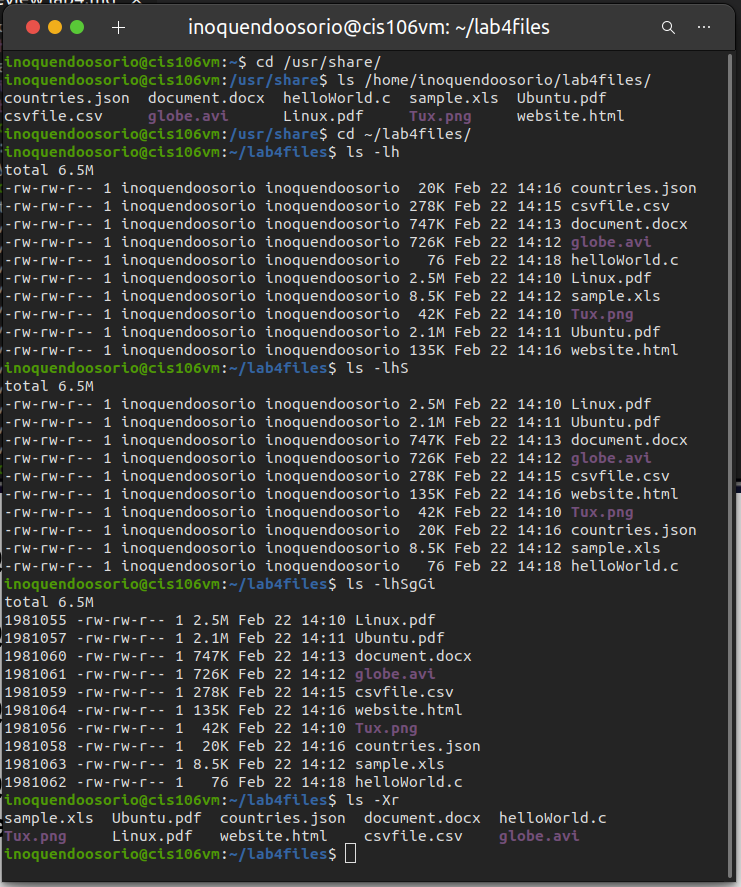 inoquendoosorio@cis106vm: ~/lab4files
inoquendoosorio@cis106vm:~$ cd /usr/share/
inoquendoosorio@cis106vm:/usr/share$ ls /home/inoquendoosorio/lab4files/
countries.json  document.docx  helloWorld.c  sample.xls  Ubuntu.pdf
csvfile.csv     globe.avi      Linux.pdf     Tux.png     website.html
inoquendoosorio@cis106vm:/usr/share$ cd ~/lab4files/
inoquendoosorio@cis106vm:~/lab4files$ ls -lh
total 6.5M
-rw-rw-r-- 1 inoquendoosorio inoquendoosorio  20K Feb 22 14:16 countries.json
-rw-rw-r-- 1 inoquendoosorio inoquendoosorio 278K Feb 22 14:15 csvfile.csv
-rw-rw-r-- 1 inoquendoosorio inoquendoosorio 747K Feb 22 14:13 document.docx
-rw-rw-r-- 1 inoquendoosorio inoquendoosorio 726K Feb 22 14:12 globe.avi
-rw-rw-r-- 1 inoquendoosorio inoquendoosorio   76 Feb 22 14:18 helloWorld.c
-rw-rw-r-- 1 inoquendoosorio inoquendoosorio 2.5M Feb 22 14:10 Linux.pdf
-rw-rw-r-- 1 inoquendoosorio inoquendoosorio 8.5K Feb 22 14:12 sample.xls
-rw-rw-r-- 1 inoquendoosorio inoquendoosorio  42K Feb 22 14:10 Tux.png
-rw-rw-r-- 1 inoquendoosorio inoquendoosorio 2.1M Feb 22 14:11 Ubuntu.pdf
-rw-rw-r-- 1 inoquendoosorio inoquendoosorio 135K Feb 22 14:16 website.html
inoquendoosorio@cis106vm:~/lab4files$ ls -lhS
total 6.5M
-rw-rw-r-- 1 inoquendoosorio inoquendoosorio 2.5M Feb 22 14:10 Linux.pdf
-rw-rw-r-- 1 inoquendoosorio inoquendoosorio 2.1M Feb 22 14:11 Ubuntu.pdf
-rw-rw-r-- 1 inoquendoosorio inoquendoosorio 747K Feb 22 14:13 document.docx
-rw-rw-r-- 1 inoquendoosorio inoquendoosorio 726K Feb 22 14:12 globe.avi
-rw-rw-r-- 1 inoquendoosorio inoquendoosorio 278K Feb 22 14:15 csvfile.csv
-rw-rw-r-- 1 inoquendoosorio inoquendoosorio 135K Feb 22 14:16 website.html
-rw-rw-r-- 1 inoquendoosorio inoquendoosorio  42K Feb 22 14:10 Tux.png
-rw-rw-r-- 1 inoquendoosorio inoquendoosorio  20K Feb 22 14:16 countries.json
-rw-rw-r-- 1 inoquendoosorio inoquendoosorio 8.5K Feb 22 14:12 sample.xls
-rw-rw-r-- 1 inoquendoosorio inoquendoosorio   76 Feb 22 14:18 helloWorld.c
inoquendoosorio@cis106vm:~/lab4files$ ls -lhSgGi
total 6.5M
1981055 -rw-rw-r-- 1 2.5M Feb 22 14:10 Linux.pdf
1981057 -rw-rw-r-- 1 2.1M Feb 22 14:11 Ubuntu.pdf
1981060 -rw-rw-r-- 1 747K Feb 22 14:13 document.docx
1981061 -rw-rw-r-- 1 726K Feb 22 14:12 globe.avi
1981059 -rw-rw-r-- 1 278K Feb 22 14:15 csvfile.csv
1981064 -rw-rw-r-- 1 135K Feb 22 14:16 website.html
1981056 -rw-rw-r-- 1  42K Feb 22 14:10 Tux.png
1981058 -rw-rw-r-- 1  20K Feb 22 14:16 countries.json
1981063 -rw-rw-r-- 1 8.5K Feb 22 14:12 sample.xls
1981062 -rw-rw-r-- 1   76 Feb 22 14:18 helloWorld.c
inoquendoosorio@cis106vm:~/lab4files$ ls -Xr
sample.xls  Ubuntu.pdf  countries.json  document.docx  helloWorld.c
Tux.png     Linux.pdf   website.html    csvfile.csv    globe.avi
inoquendoosorio@cis106vm:~/lab4files$